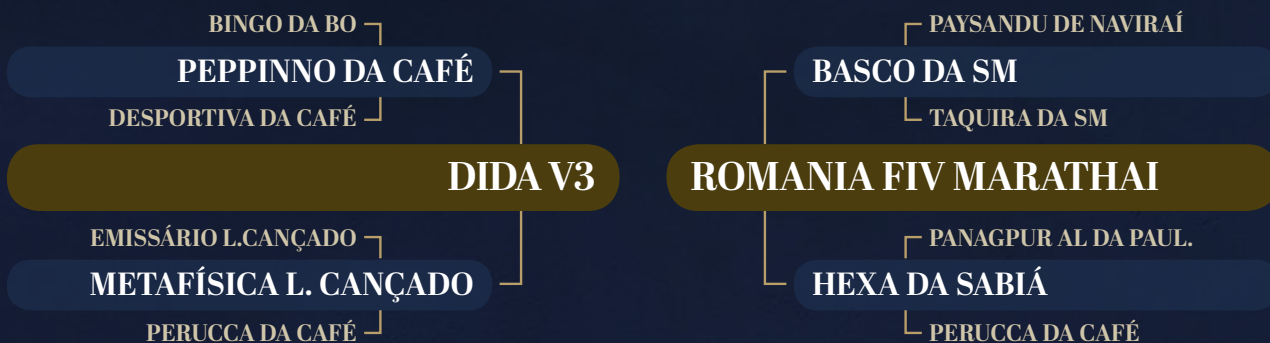 BINGO DA BO
PEPPINNO DA CAFÉ
DESPORTIVA DA CAFÉ
DIDA V3
EMISSÁRIO L.CANÇADO
METAFÍSICA L. CANÇADO
PERUCCA DA CAFÉ
PAYSANDU DE NAVIRAÍ
BASCO DA SM
TAQUIRA DA SM
ROMANIA FIV MARATHAI
PANAGPUR AL DA PAUL.
HEXA DA SABIÁ
PERUCCA DA CAFÉ